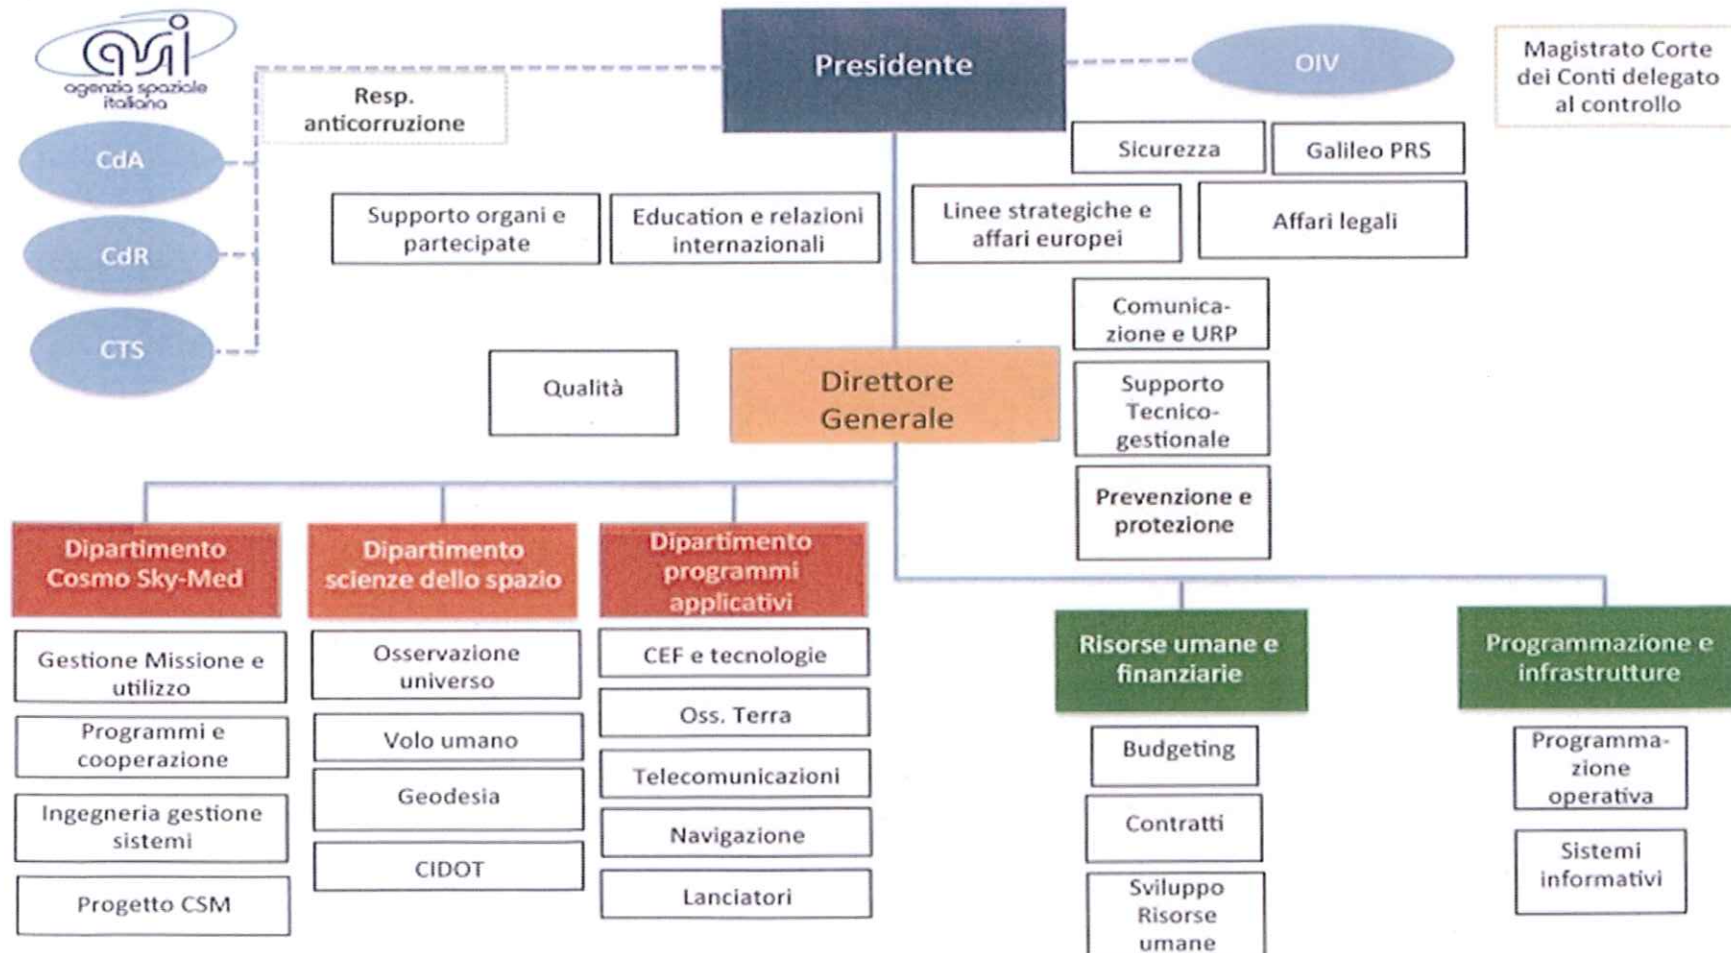 asi
agenzia spaziale
italiana
Presidente
OIV
Magistrato Corte
dei Conti delegato
al controllo
Resp.
anticorruzione
CdA
CdR
CTS
Sicurezza
Galileo PRS
Supporto organi e
partecipate
Education e relazioni
internazionali
Linee strategiche e
affari europei
Affari legali
Comunica-
zione e URP
Qualità
Direttore
Generale
Supporto
Tecnico-
gestionale
Prevenzione e
protezione
Dipartimento
Cosmo Sky-Med
Gestione Missione e
utilizzo
Programmi e
cooperazione
Ingegneria gestione
sistemi
Progetto CSM
Dipartimento
scienze dello spazio
Osservazione
universo
Volo umano
Geodesia
CIDOT
Dipartimento
programmi
applicativi
CEF e tecnologie
Oss. Terra
Telecomunicazioni
Navigazione
Lanciatori
Risorse umane e
finanziarie
Budgeting
Contratti
Sviluppo
Risorse
umane
Programmazione e
infrastrutture
Programma-
zione
operativa
Sistemi
informativi